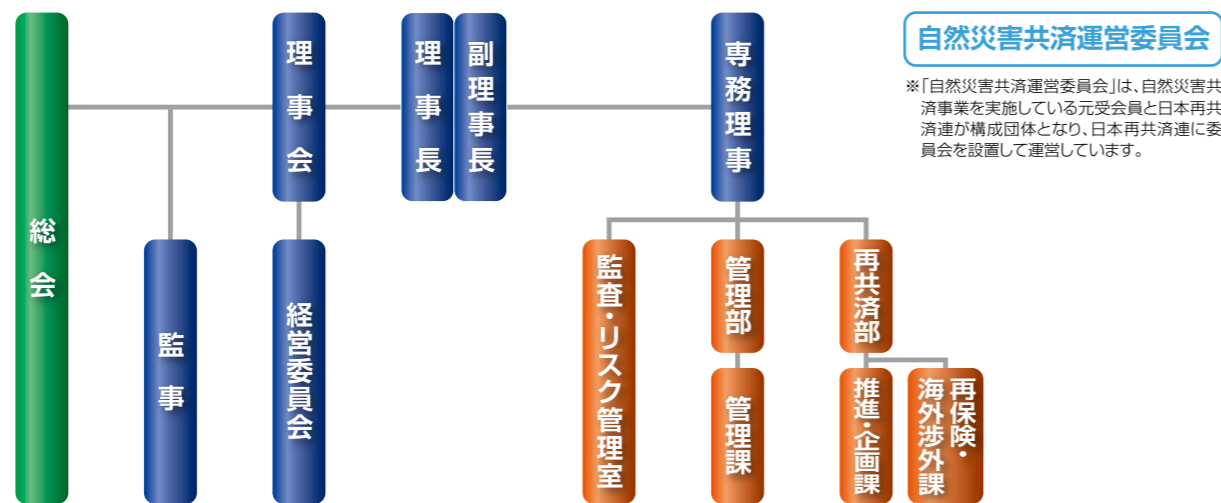 総会
監事
理事会
経営委員会
理事長
副理事長
専務理事
監査・リスク管理室
管理部
管理課
再共済部
推進・企画課
再保険・
海外渉外課
自然災害共済運営委員会
※「自然災害共済運営委員会」は、自然災害共
済事業を実施している元受会員と日本再共
済連が構成団体となり、日本再共済連に委
員会を設置して運営しています。